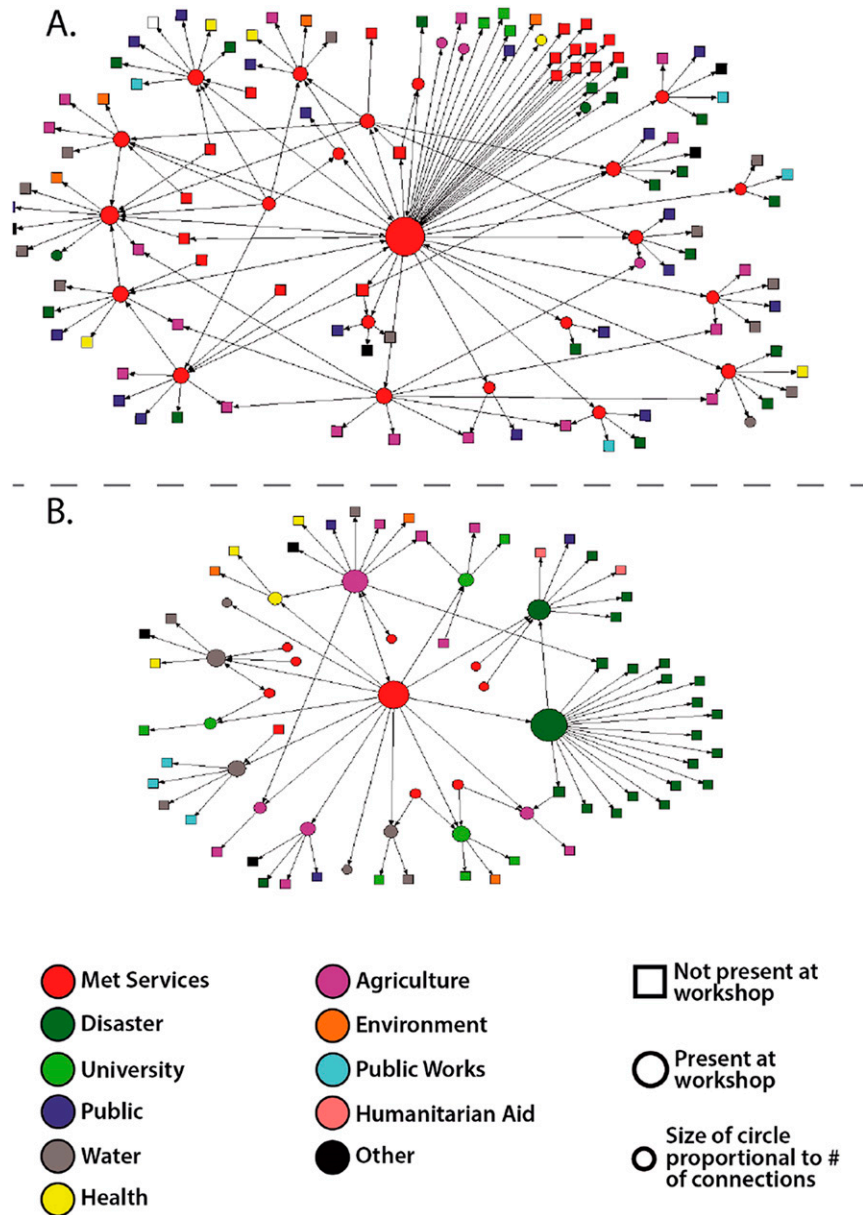 A.
B.
Met Services
Disaster
University
Public
Water
Health
Agriculture
Environment
Public Works
Humanitarian Aid
Other
Not present at
workshop
Present at
workshop
Size of circle
proportional to #
of connections